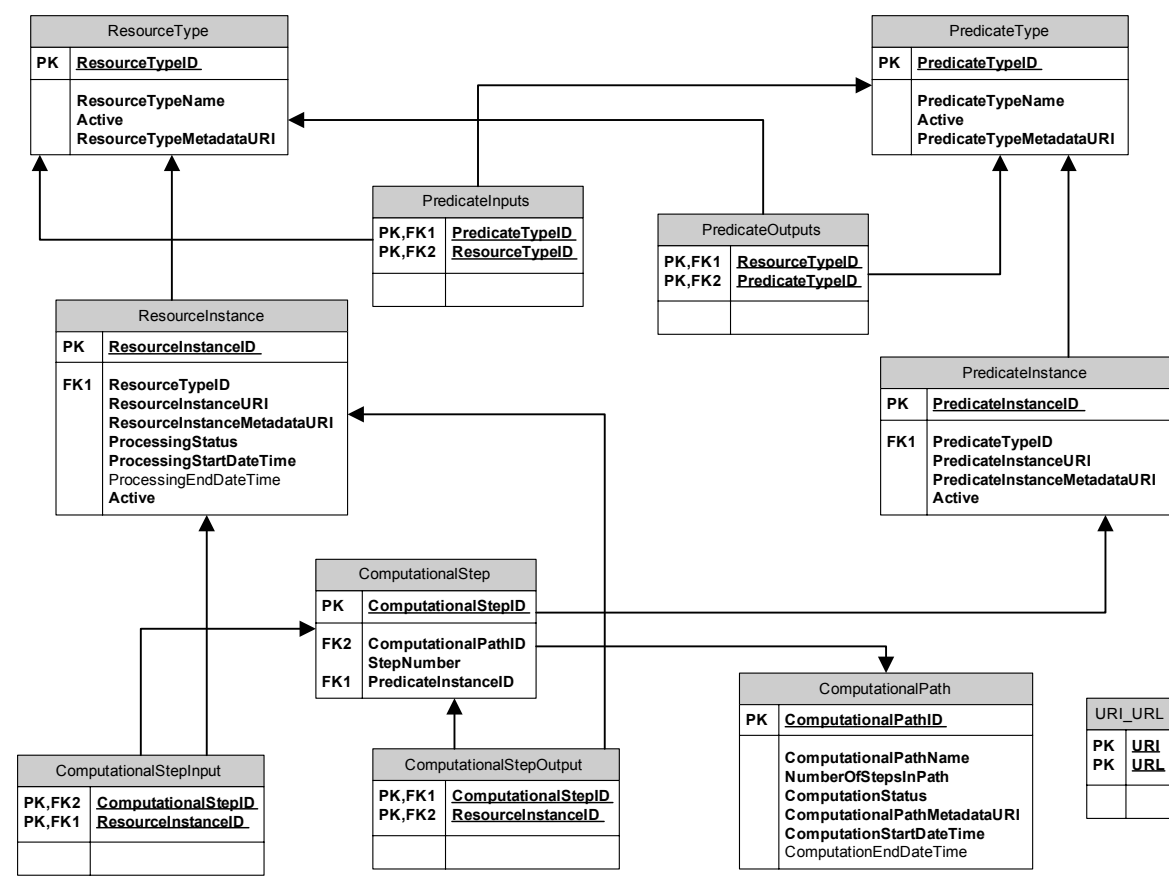 ResourceType
PK ResourceTypeID
ResourceTypeName
Active
ResourceTypeMetadataURI
PredicateType
PK PredicateTypeID
PredicateTypeName
Active
PredicateTypeMetadataURI
PredicateInputs
PK,FK1 PredicateTypeID
PK,FK2 ResourceTypeID
PredicateOutputs
PK,FK1 ResourceTypeID
PK,FK2 PredicateTypeID
ResourceInstance
PK ResourceInstanceID
FK1 ResourceTypeID
ResourceInstanceURI
ResourceInstanceMetadataURI
ProcessingStatus
ProcessingStartDateTime
ProcessingEndDateTime
Active
PredicateInstance
PK PredicateInstanceID
FK1 PredicateTypeID
PredicateInstanceURI
PredicateInstanceMetadataURI
Active
ComputationalStep
PK ComputationalStepID
FK2 ComputationalPathID
StepNumber
FK1 PredicateInstanceID
ComputationalPath
PK ComputationalPathID
ComputationalPathName
NumberOfStepsInPath
ComputationStatus
ComputationalPathMetadataURI
ComputationStartDateTime
ComputationEndDateTime
URI_URL
PK URI
PK URL
ComputationalStepInput
PK,FK2 ComputationalStepID
PK,FK1 ResourceInstanceID
ComputationalStepOutput
PK,FK1 ComputationalStepID
PK,FK2 ResourceInstanceID